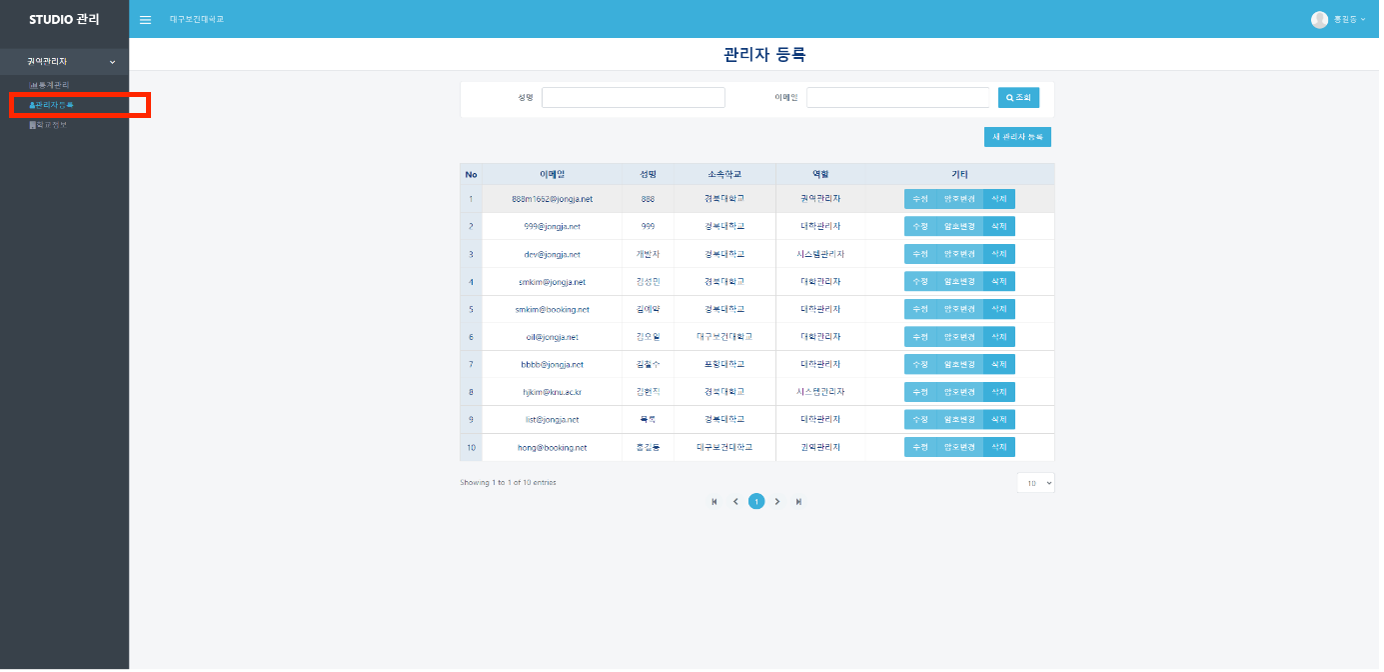 STUDIO 관리
대구보건대학교
홍길동
권역관리자
통계관리
관리자등록
학교정보
관리자 등록
성명
이메일
조회
새 관리자 등록
No 이메일 성명 소속학교 역할 기타
1 888m1662@jongja.net 888 경북대학교 권역관리자 수정 암호변경 삭제
2 999@jongja.net 999 경북대학교 대학관리자 수정 암호변경 삭제
3 dev@jongja.net 개발자 경북대학교 시스템관리자 수정 암호변경 삭제
4 smkim@jongja.net 김성민 경북대학교 대학관리자 수정 암호변경 삭제
5 smkim@booking.net 김예약 경북대학교 대학관리자 수정 암호변경 삭제
6 oil@jongja.net 김오일 대구보건대학교 대학관리자 수정 암호변경 삭제
7 bbbb@jongja.net 김철수 포항대학교 대학관리자 수정 암호변경 삭제
8 hjkim@knu.ac.kr 김현직 경북대학교 시스템관리자 수정 암호변경 삭제
9 list@jongja.net 목록 경북대학교 대학관리자 수정 암호변경 삭제
10 hong@booking.net 홍길동 대구보건대학교 권역관리자 수정 암호변경 삭제
Showing 1 to 1 of 10 entries
10
1